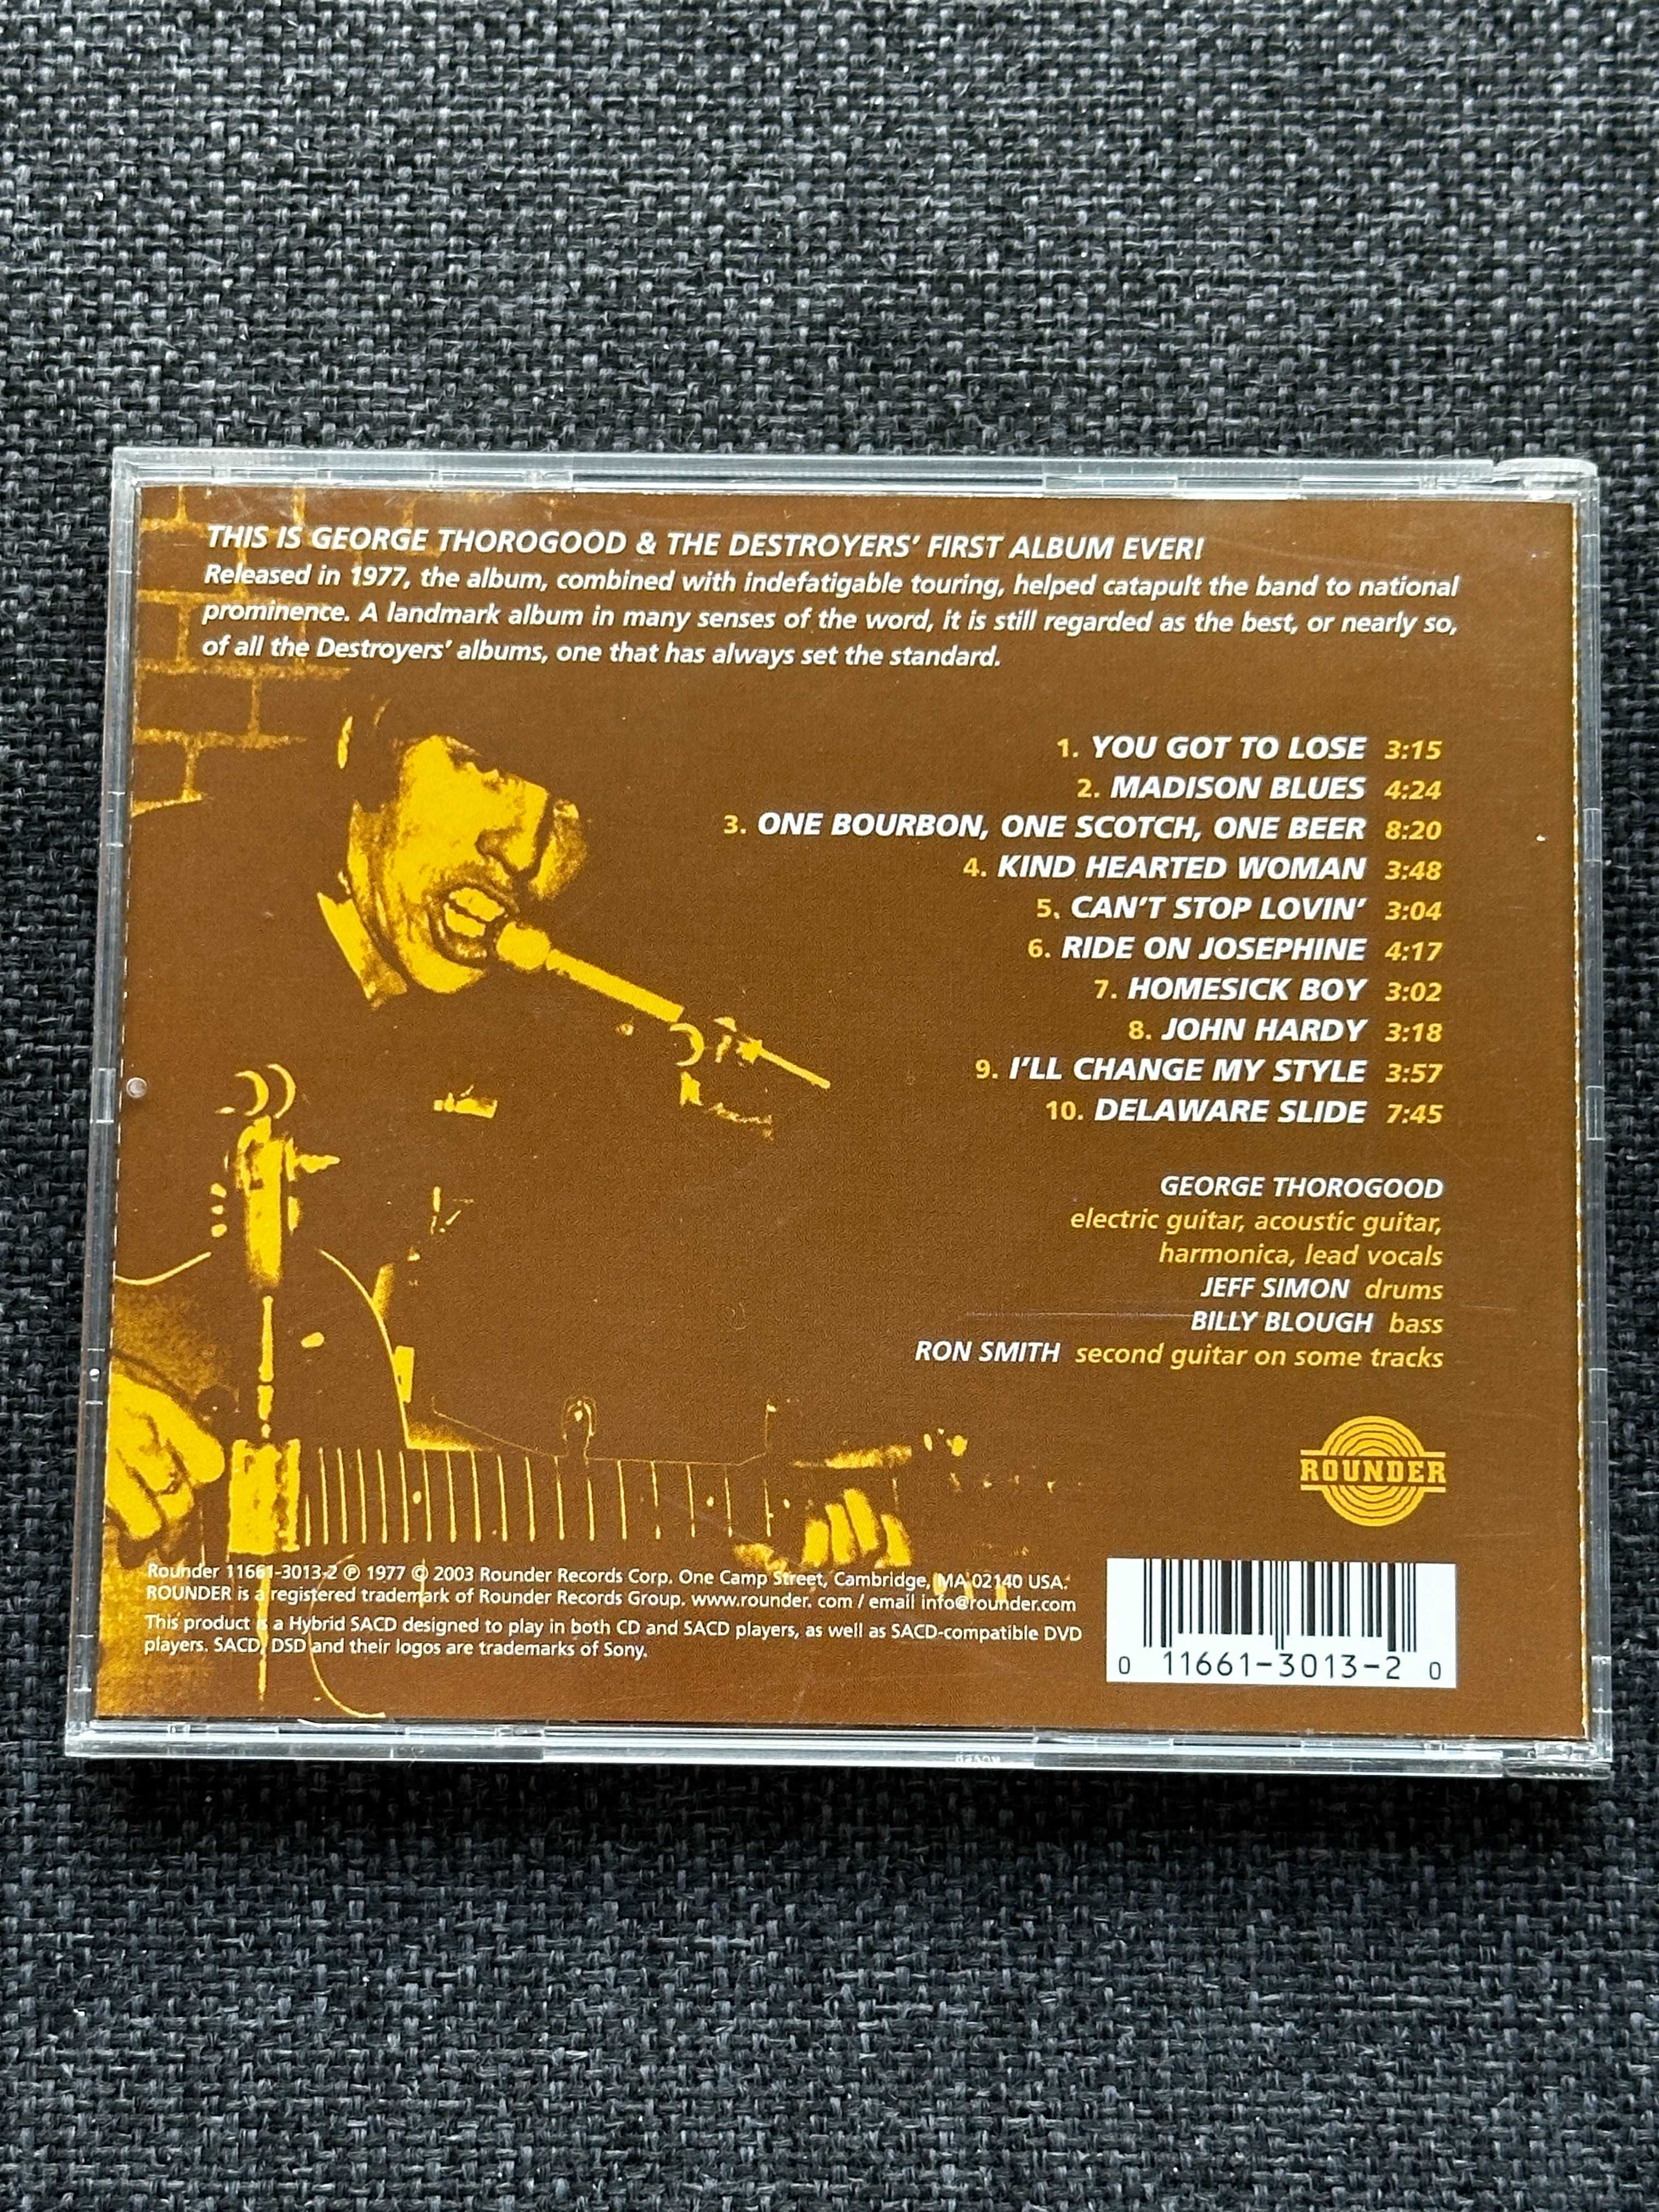 THIS IS GEORGE THOROGOOD & THE DESTROYERS' FIRST ALBUM EVER!
Released in 1977, the album, combined with indefatigable touring, helped catapult the band to national
prominence. A landmark album in many senses of the word, it is still regarded as the best, or nearly so,
of all the Destroyers' albums, one that has always set the standard.
1. YOU GOT TO LOSE 3:15
2. MADISON BLUES 4:24
3. ONE BOURBON, ONE SCOTCH, ONE BEER 8:20
4. KIND HEARTED WOMAN 3:48
5. CAN'T STOP LOVIN' 3:04
6. RIDE ON JOSEPHINE 4:17
7. HOMESICK BOY 3:02
8. JOHN HARDY 3:18
9. I'LL CHANGE MY STYLE 3:57
10. DELAWARE SLIDE 7:45
GEORGE THOROGOOD
electric guitar, acoustic guitar,
harmonica, lead vocals
JEFF SIMON drums
BILLY BLOUGH bass
RON SMITH second guitar on some tracks
ROUNDER
Rounder 11661-3013-2 ℗ 1977 © 2003 Rounder Records Corp. One Camp Street, Cambridge, MA 02140 USA.
ROUNDER is a registered trademark of Rounder Records Group. www.rounder. com / email info@rounder.com
This product is a Hybrid SACD designed to play in both CD and SACD players, as well as SACD-compatible DVD
players. SACD, DSD and their logos are trademarks of Sony.
0 11661-3013-2 0